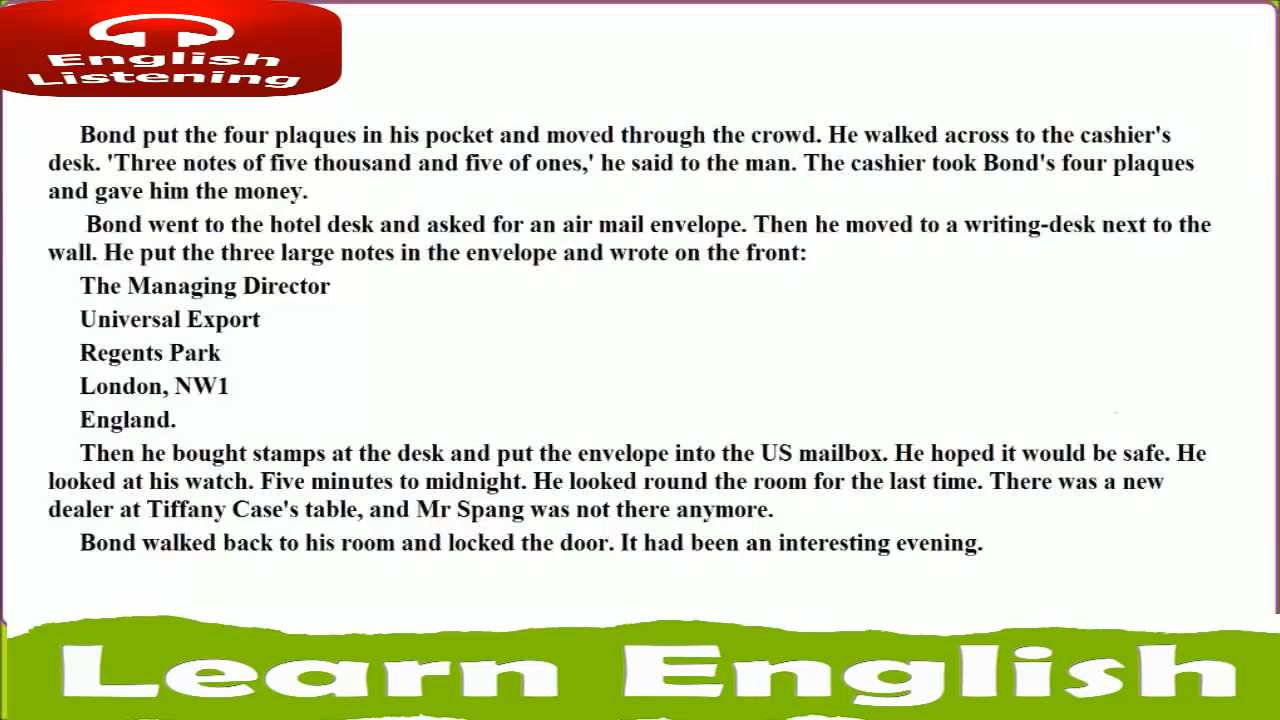 English
Listening
Bond put the four plaques in his pocket and moved through the crowd. He walked across to the cashier's
desk. 'Three notes of five thousand and five of ones,' he said to the man. The cashier took Bond's four plaques
and gave him the money.
Bond went to the hotel desk and asked for an air mail envelope. Then he moved to a writing-desk next to the
wall. He put the three large notes in the envelope and wrote on the front:
The Managing Director
Universal Export
Regents Park
London, NW1
England.
Then he bought stamps at the desk and put the envelope into the US mailbox. He hoped it would be safe. He
looked at his watch. Five minutes to midnight. He looked round the room for the last time. There was a new
dealer at Tiffany Case's table, and Mr Spang was not there anymore.
Bond walked back to his room and locked the door. It had been an interesting evening.
Learn English